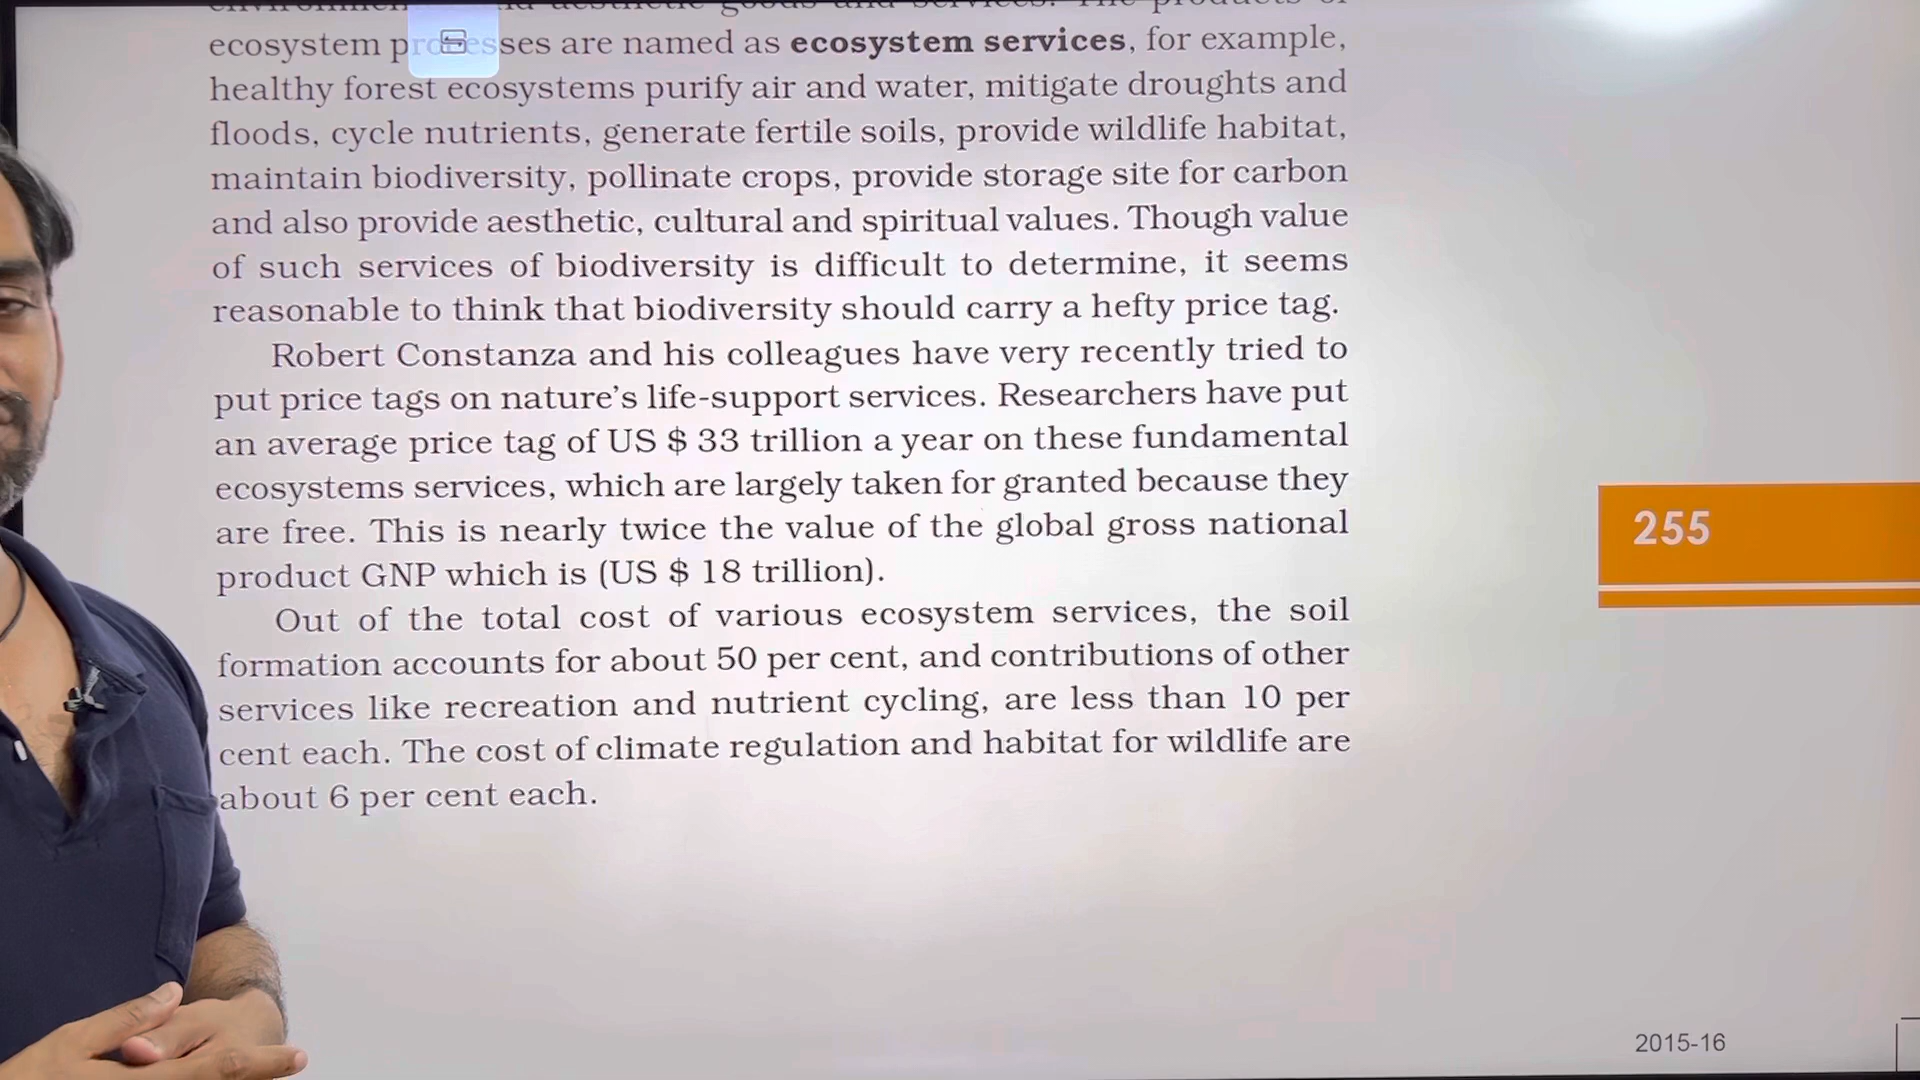 goods and services. The products of
ecosystem processes are named as ecosystem services, for example,
healthy forest ecosystems purify air and water, mitigate droughts and
floods, cycle nutrients, generate fertile soils, provide wildlife habitat,
maintain biodiversity, pollinate crops, provide storage site for carbon
and also provide aesthetic, cultural and spiritual values. Though value
of such services of biodiversity is difficult to determine, it seems
reasonable to think that biodiversity should carry a hefty price tag.
Robert Constanza and his colleagues have very recently tried to
put price tags on nature’s life-support services. Researchers have put
an average price tag of US $ 33 trillion a year on these fundamental
ecosystems services, which are largely taken for granted because they
are free. This is nearly twice the value of the global gross national
product GNP which is (US $ 18 trillion).
Out of the total cost of various ecosystem services, the soil
formation accounts for about 50 per cent, and contributions of other
services like recreation and nutrient cycling, are less than 10 per
cent each. The cost of climate regulation and habitat for wildlife are
about 6 per cent each.
255
2015-16